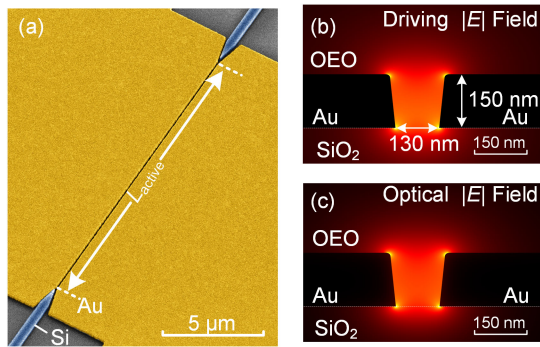 (a)
Lactive
Au
5 μm
Si
(b) Driving |E| Field
OEO
150 nm
Au Au
130 nm
SiO₂ 150 nm
(c) Optical |E| Field
OEO
Au Au
SiO₂ 150 nm